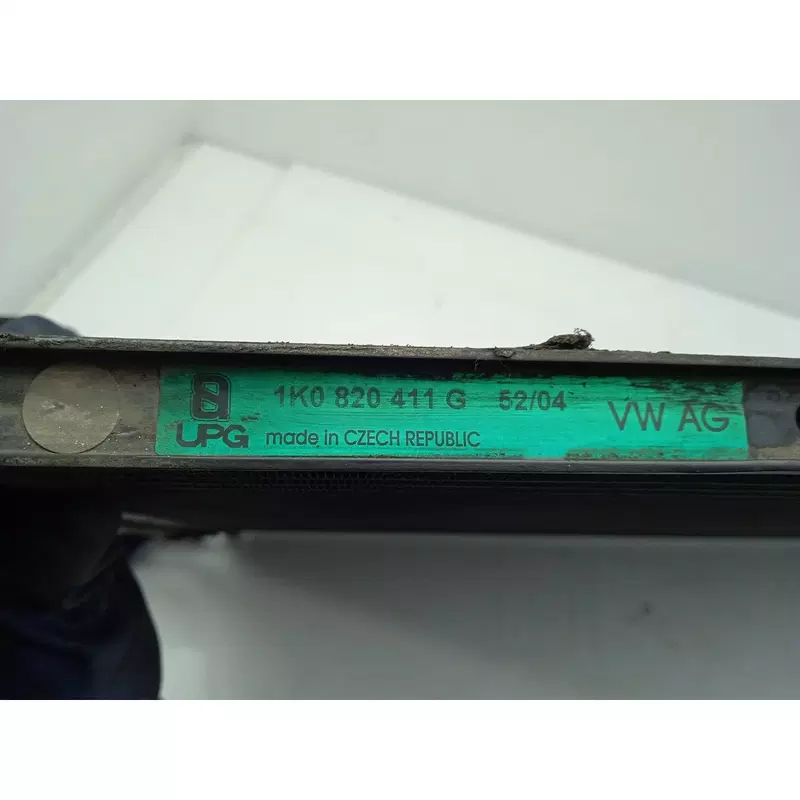 1K0 820 411 G 52/04
VW AG
UPG made in CZECH REPUBLIC